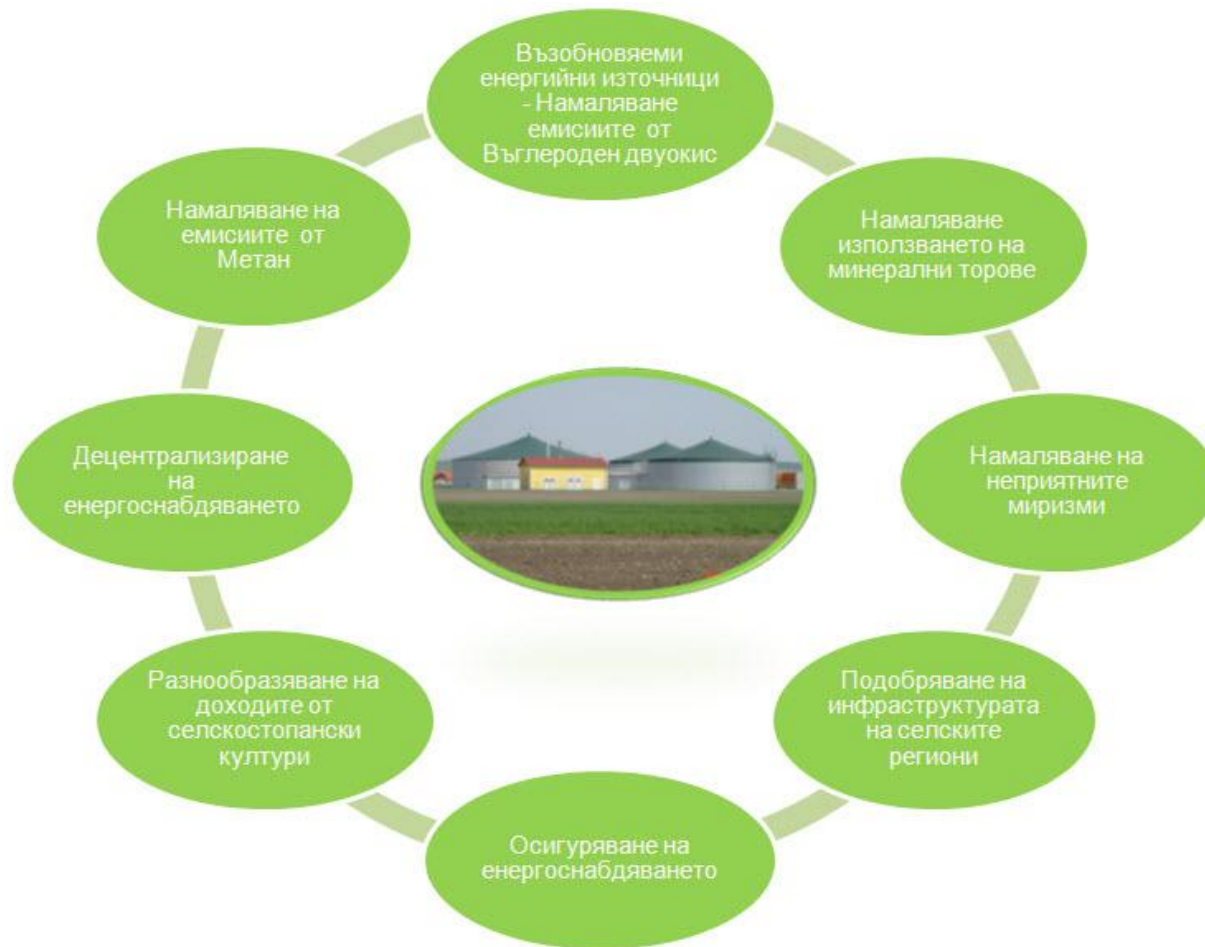 Възобновяеми
енергийни източници
- Намаляване
емисиите от
Въглероден двуокис
Намаляване
използването на
минерални торове
Намаляване на
неприятните
миризми
Подобряване на
инфраструктурата
на селските
региони
Осигуряване на
енергоснабдяването
Разнообразяване на
доходите от
селскостопански
култури
Децентрализиране
на
енергоснабдяването
Намаляване на
емисиите от
Метан